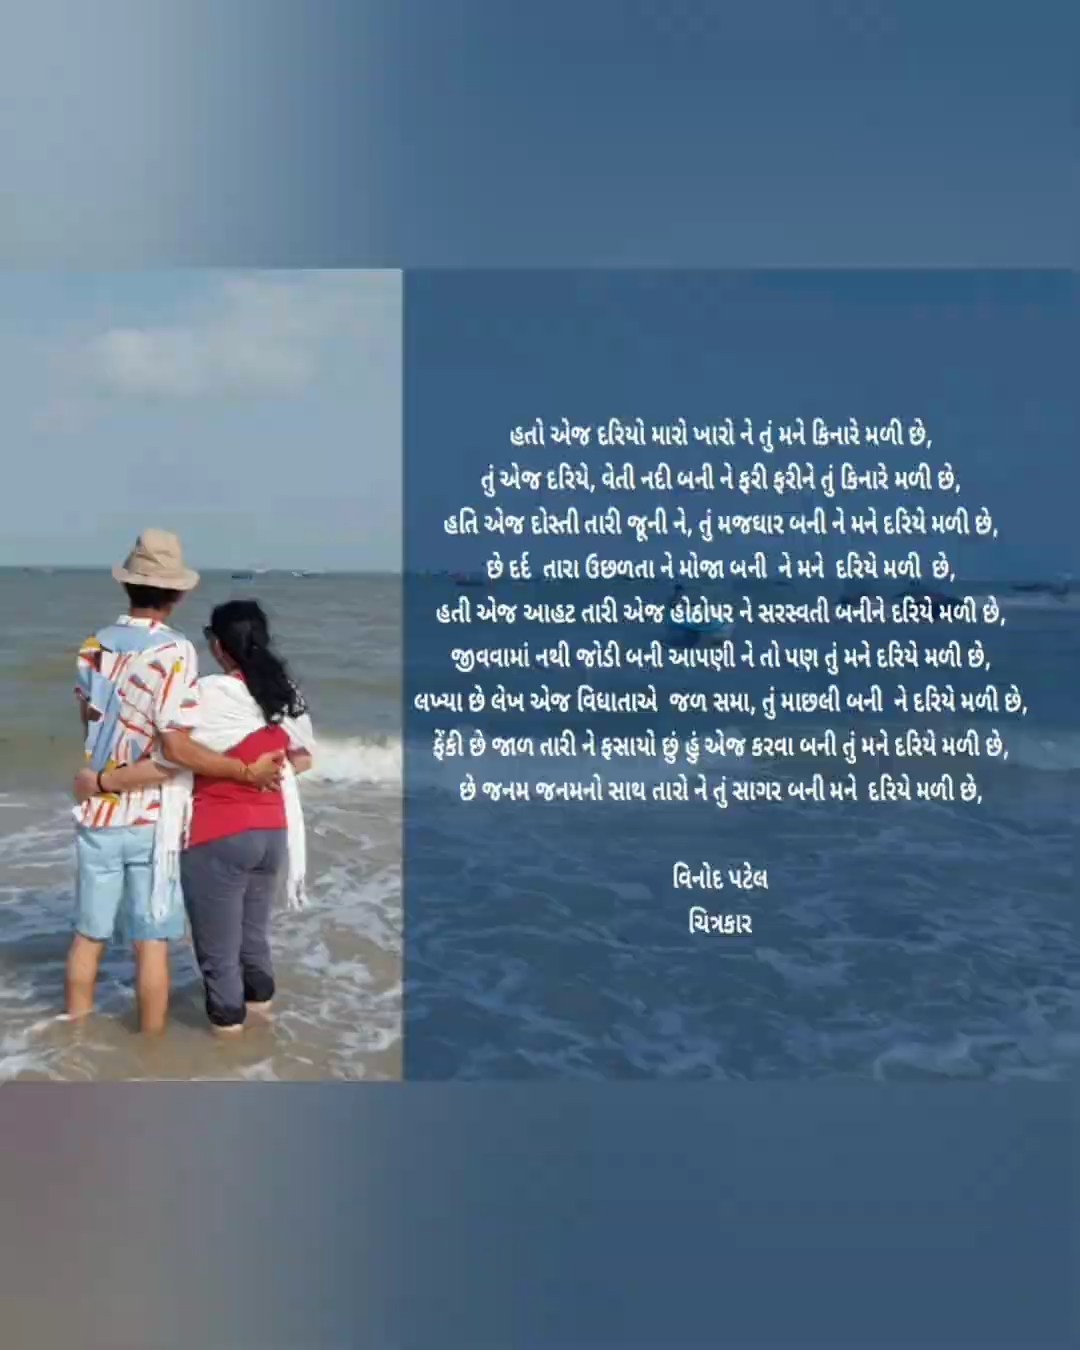 હતો એજ દરિયો મારો ખારો ને તું મને કિનારે મળી છે,
તું એજ દરિયે, વેતી નદી બની ને ફરી ફરીને તું કિનારે મળી છે,
હતિ એજ દોસ્તી તારી જૂની ને, તું મજઘાર બની ને મને દરિયે મળી છે,
છે દર્દ તારા ઉછળતા ને મોજા બની ને મને દરિયે મળી છે,
હતી એજ આહટ તારી એજ હોઠોપર ને સરસ્વતી બનીને દરિયે મળી છે,
જીવવામાં નથી જોડી બની આપણી ને તો પણ તું મને દરિયે મળી છે,
લખ્યા છે લેખ એજ વિધાતાએ જળ સમા, તું માછલી બની ને દરિયે મળી છે,
ફેંકી છે જાળ તારી ને ફસાયો છું હું એજ કરવા બની તું મને દરિયે મળી છે,
છે જનમ જનમનો સાથ તારો ને તું સાગર બની મને દરિયે મળી છે,
વિનોદ પટેલ
ચિત્રકાર